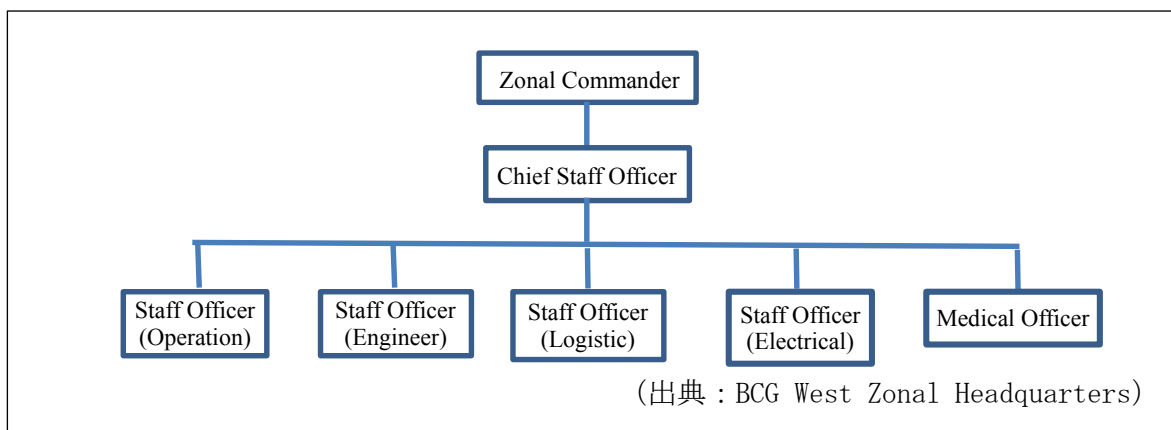 Zonal Commander
Chief Staff Officer
Staff Officer
(Operation)
Staff Officer
(Engineer)
Staff Officer
(Logistic)
Staff Officer
(Electrical)
Medical Officer
(出典：BCG West Zonal Headquarters)